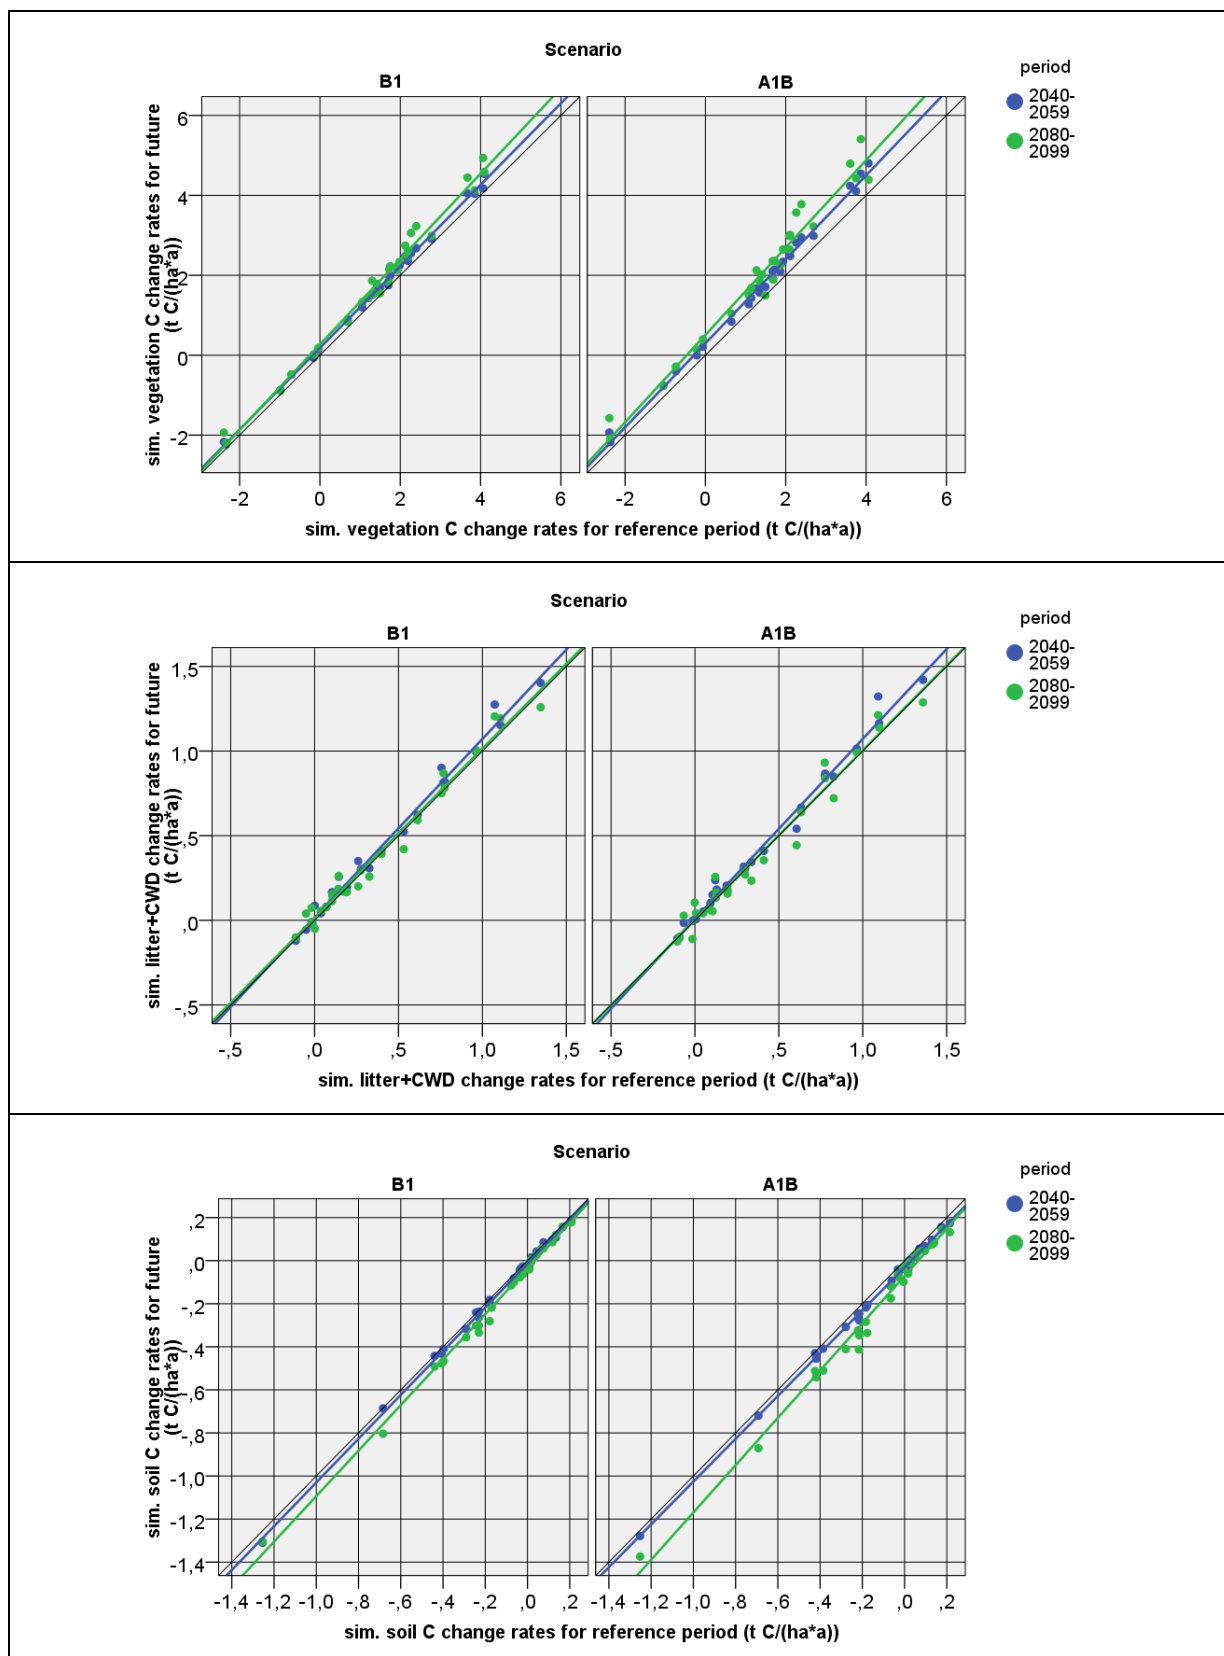 Scenario
B1
A1B
period
2040-
2059
2080-
2099
sim. vegetation C change rates for future
(t C/(ha*a))
6
4
2
0
-2
-2
0
2
4
6
-2
0
2
4
6
sim. vegetation C change rates for reference period (t C/(ha*a))
Scenario
B1
A1B
period
2040-
2059
2080-
2099
sim. litter+CWD change rates for future
(t C/(ha*a))
1,5
1,0
,5
,0
-,5
-,5
,0
,5
1,0
1,5
-,5
,0
,5
1,0
1,5
sim. litter+CWD change rates for reference period (t C/(ha*a))
Scenario
B1
A1B
period
2040-
2059
2080-
2099
sim. soil C change rates for future
(t C/(ha*a))
,2
,0
-,2
-,4
-,6
-,8
-1,0
-1,2
-1,4
-1,4 -1,2 -1,0 -,8 -,6 -,4 -,2 ,0 ,2
-1,4 -1,2 -1,0 -,8 -,6 -,4 -,2 ,0 ,2
sim. soil C change rates for reference period (t C/(ha*a))